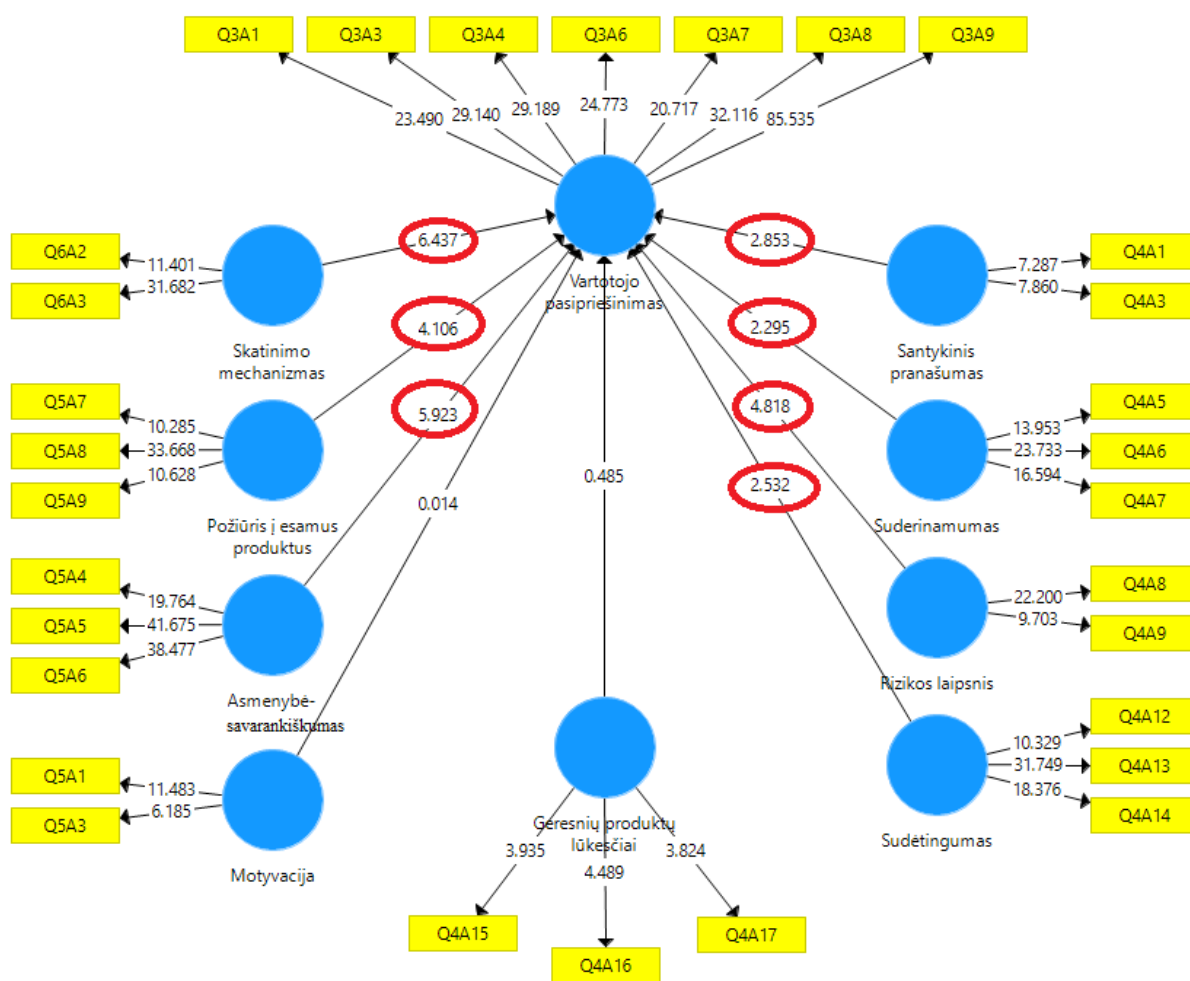 Q3A1
Q3A3
Q3A4
Q3A6
Q3A7
Q3A8
Q3A9
23.490
29.140
29.189
24.773
20.717
32.116
85.535
Q6A2
Q6A3
11.401
31.682
6.437
2.853
7.287
7.860
Q4A1
Q4A3
Vartotojo
pasipriešinimas
Skatinimo
mechanizmas
4.106
2.295
Santykinis
pranašumas
Q5A7
Q5A8
Q5A9
10.285
33.668
10.628
5.923
4.818
13.953
23.733
16.594
Q4A5
Q4A6
Q4A7
Požiūris į esamus
produktus
0.014
0.485
2.532
Suderinamumas
Q5A4
Q5A5
Q5A6
19.764
41.675
38.477
22.200
9.703
Q4A8
Q4A9
Asmenybė-
savarankiškumas
Rizikos laipsnis
Q5A1
Q5A3
11.483
6.185
10.329
31.749
18.376
Q4A12
Q4A13
Q4A14
Motyvacija
Geresnių produktų
lūkesčiai
Sudėtingumas
3.935
4.489
3.824
Q4A15
Q4A16
Q4A17